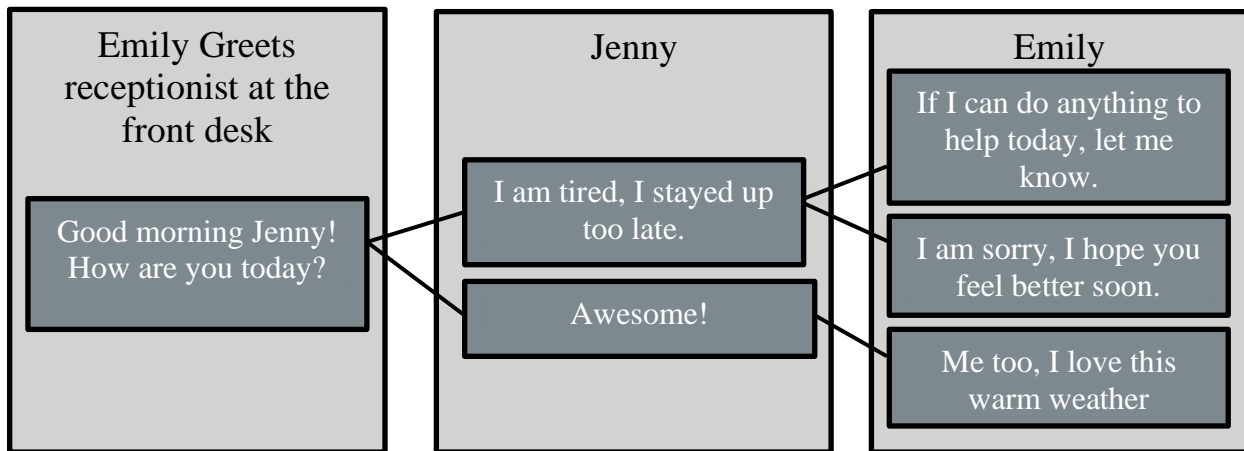 Emily Greets
receptionist at the
front desk
Good morning Jenny!
How are you today?
Jenny
I am tired, I stayed up
too late.
Awesome!
Emily
If I can do anything to
help today, let me
know.
I am sorry, I hope you
feel better soon.
Me too, I love this
warm weather